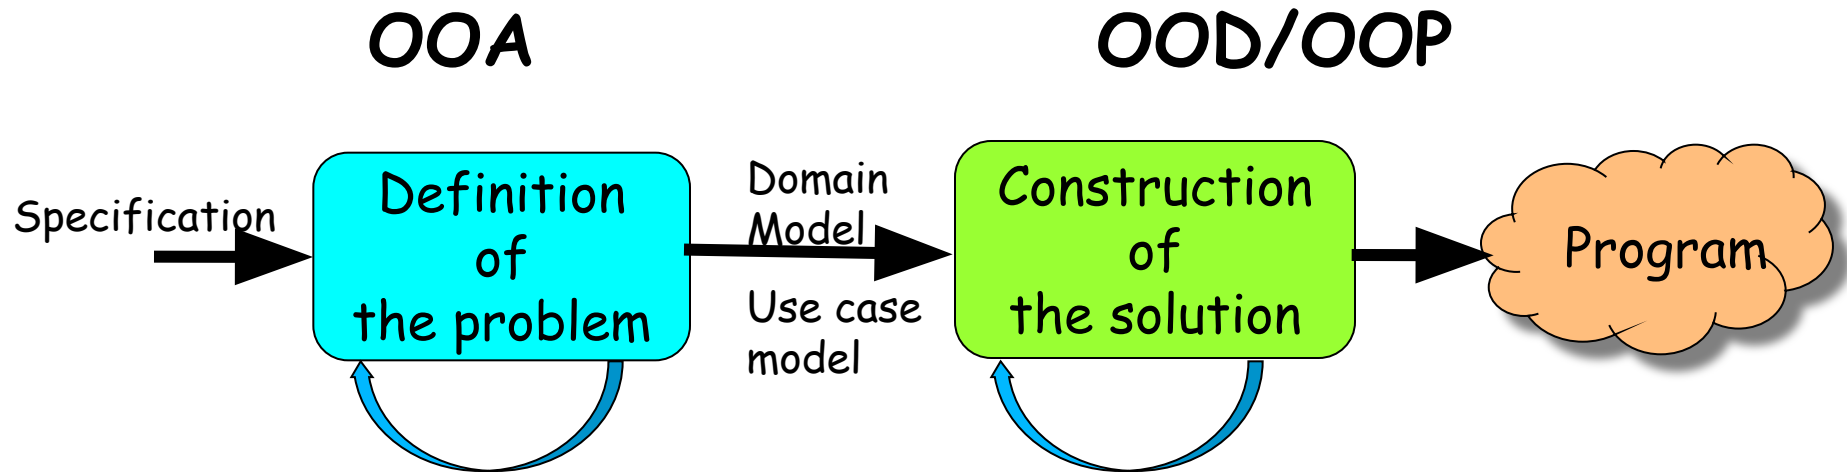 OOA
OOD/OOP
Specification
Definition
of
the problem
Domain
Model
Use case
model
Construction
of
the solution
Program